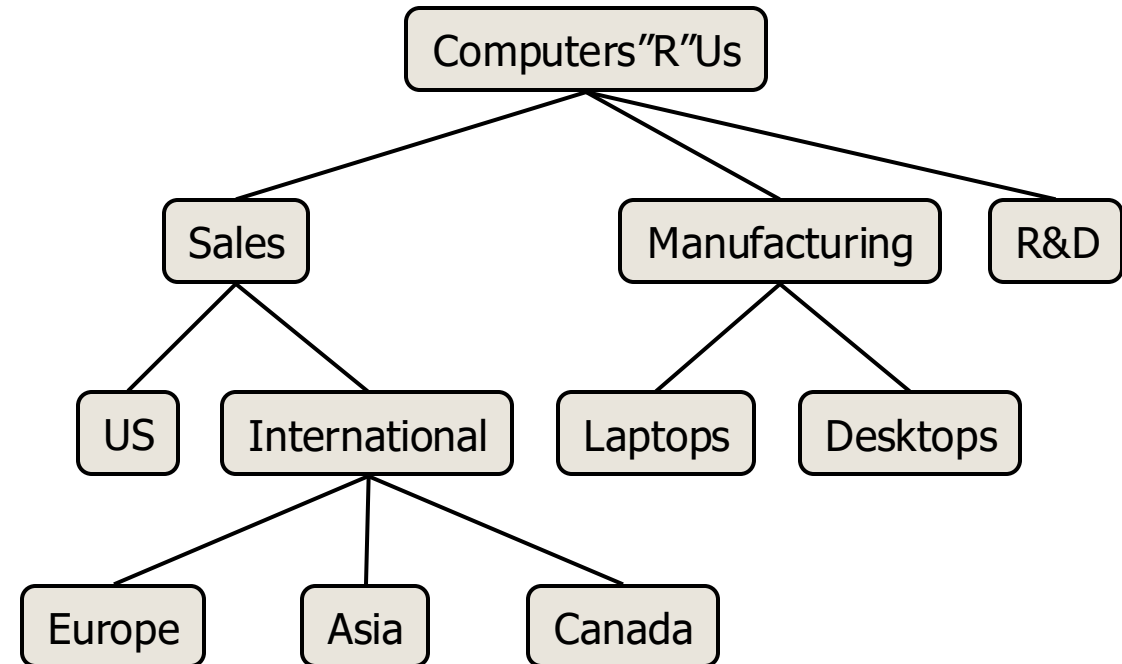 Computers”R”Us
Sales
Manufacturing
R&D
US
International
Laptops
Desktops
Europe
Asia
Canada